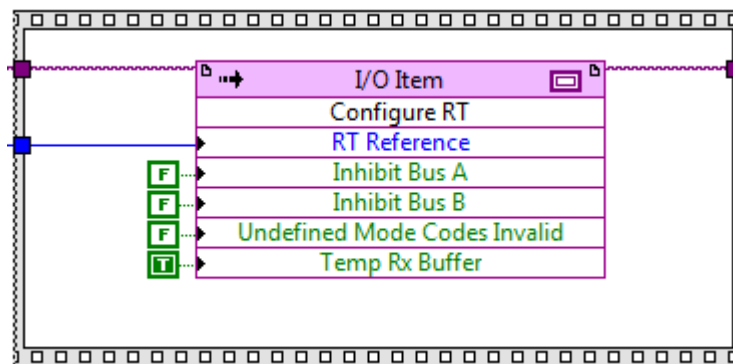 I/O Item
Configure RT
RT Reference
F Inhibit Bus A
F Inhibit Bus B
F Undefined Mode Codes Invalid
T Temp Rx Buffer